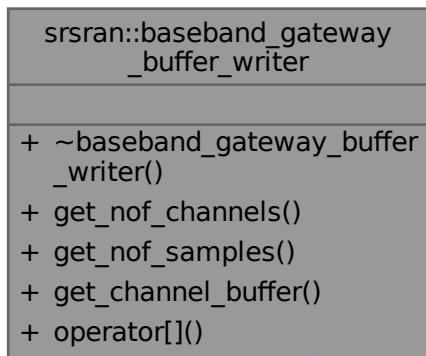 srsran::baseband_gateway
_buffer_writer
+ ~baseband_gateway_buffer
_writer()
+ get_nof_channels()
+ get_nof_samples()
+ get_channel_buffer()
+ operator[]()